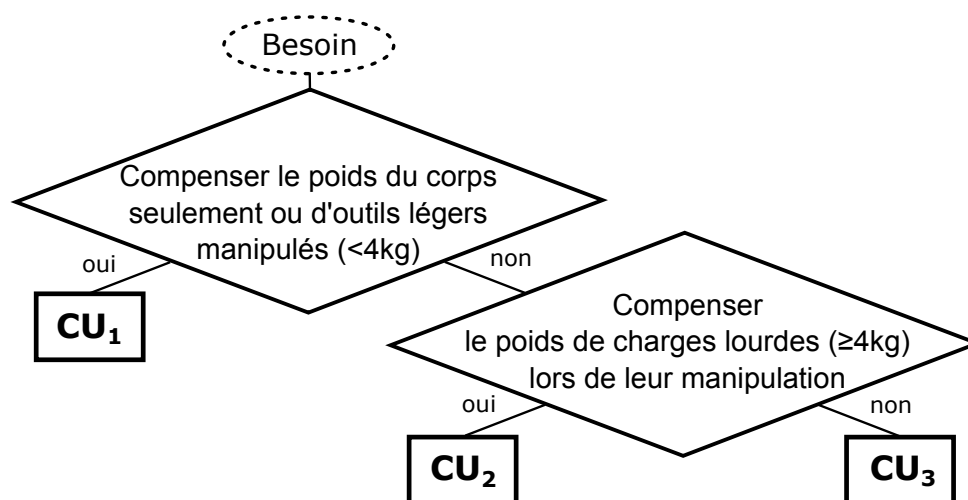 Besoin
Compenser le poids du corps
seulement ou d'outils légers
manipulés (<4kg)
oui
non
CU₁
Compenser
le poids de charges lourdes (≥4kg)
lors de leur manipulation
oui
non
CU₂
CU₃